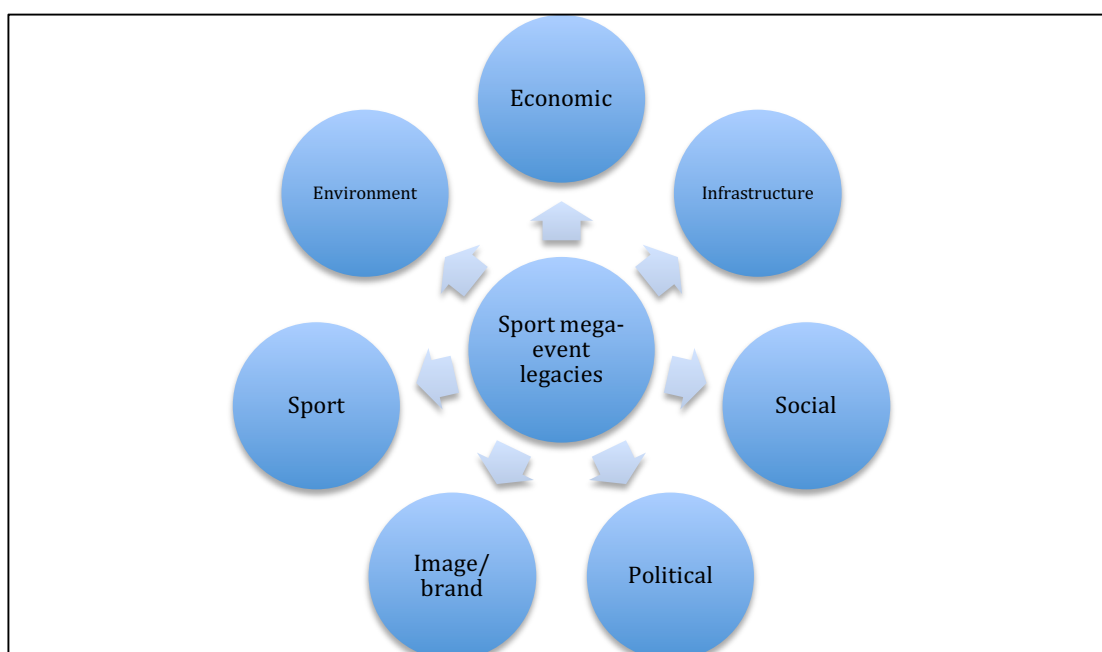 Economic
Environment
Infrastructure
Sport mega-
event
legacies
Sport
Social
Image/
brand
Political